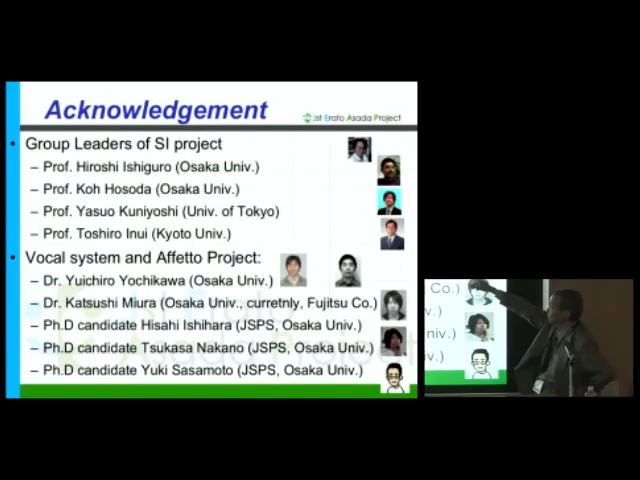 Acknowledgement
Jst Erato Asada Project
• Group Leaders of SI project
– Prof. Hiroshi Ishiguro (Osaka Univ.)
– Prof. Koh Hosoda (Osaka Univ.)
– Prof. Yasuo Kuniyoshi (Univ. of Tokyo)
– Prof. Toshiro Inui (Kyoto Univ.)
• Vocal system and Affetto Project:
– Dr. Yuichiro Yochikawa (Osaka Univ.)
– Dr. Katsushi Miura (Osaka Univ., curretnly, Fujitsu Co.)
– Ph.D candidate Hisahi Ishihara (JSPS, Osaka Univ.)
– Ph.D candidate Tsukasa Nakano (JSPS, Osaka Univ.)
– Ph.D candidate Yuki Sasamoto (JSPS, Osaka Univ.)
Co.)
.)
niv.)
v.)